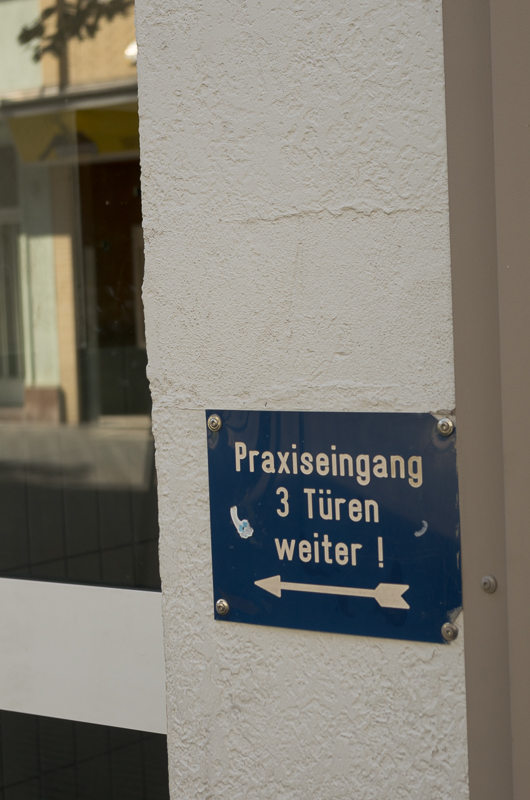 Praxiseingang
3 Türen
weiter !